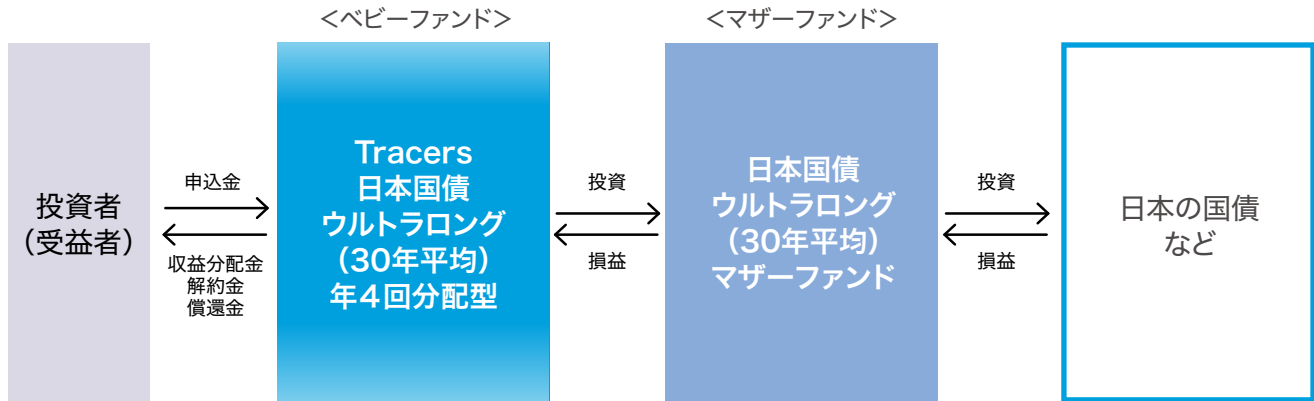 ＜ベビーファンド＞
＜マザーファンド＞
投資者
（受益者）
申込金
収益分配金
解約金
償還金
Tracers
日本国債
ウルトラロング
（30年平均）
年4回分配型
投資
損益
日本国債
ウルトラロング
（30年平均）
マザーファンド
投資
損益
日本の国債
など